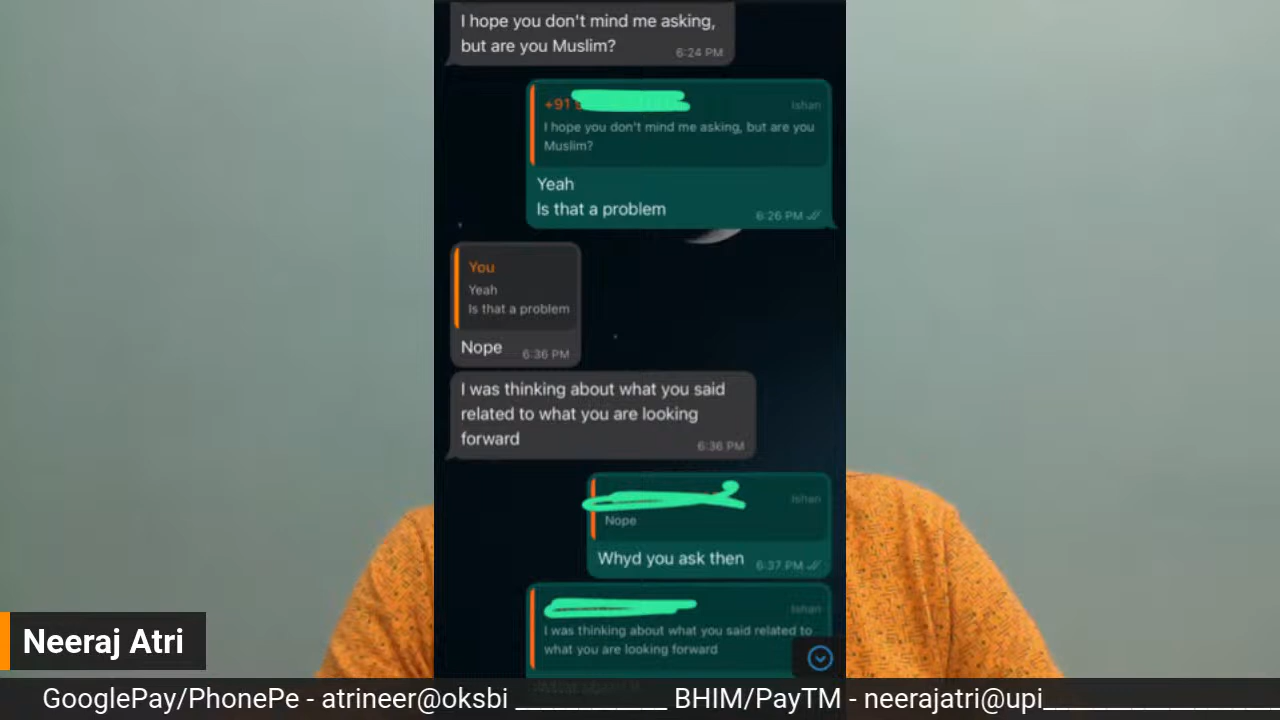 I hope you don't mind me asking,
but are you Muslim?
6:24 PM
+91
Ishan
I hope you don't mind me asking, but are you
Muslim?
Yeah
Is that a problem
6:26 PM
You
Yeah
Is that a problem
Nope
6:36 PM
I was thinking about what you said
related to what you are looking
forward
6:36 PM
Ishan
Nope
Whyd you ask then
6:37 PM
Ishan
I was thinking about what you said related to
what you are looking forward
Neeraj Atri
GooglePay/PhonePe - atrineer@oksbi ____________ BHIM/PayTM - neerajatri@upi___________________